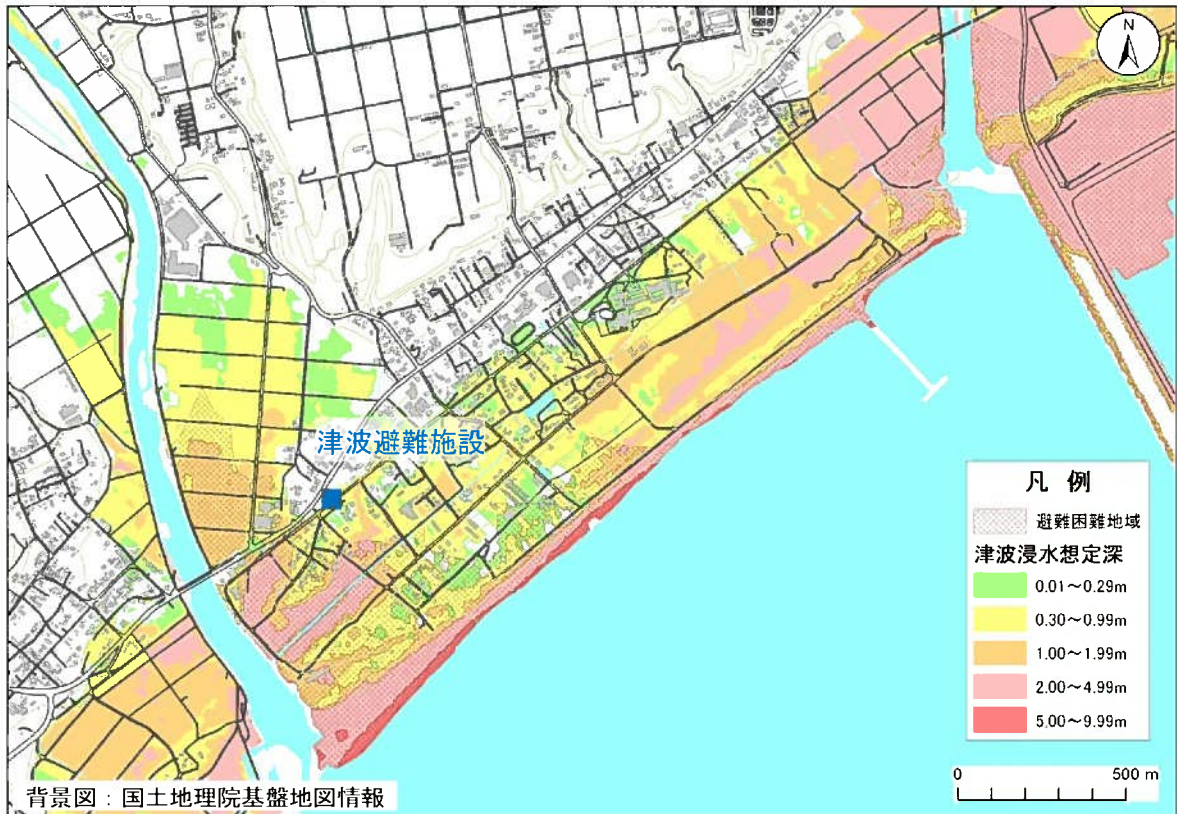 N
津波避難施設
凡 例
避難困難地域
津波浸水想定深
0.01～0.29m
0.30～0.99m
1.00～1.99m
2.00～4.99m
5.00～9.99m
0 500 m
背景図：国土地理院基盤地図情報